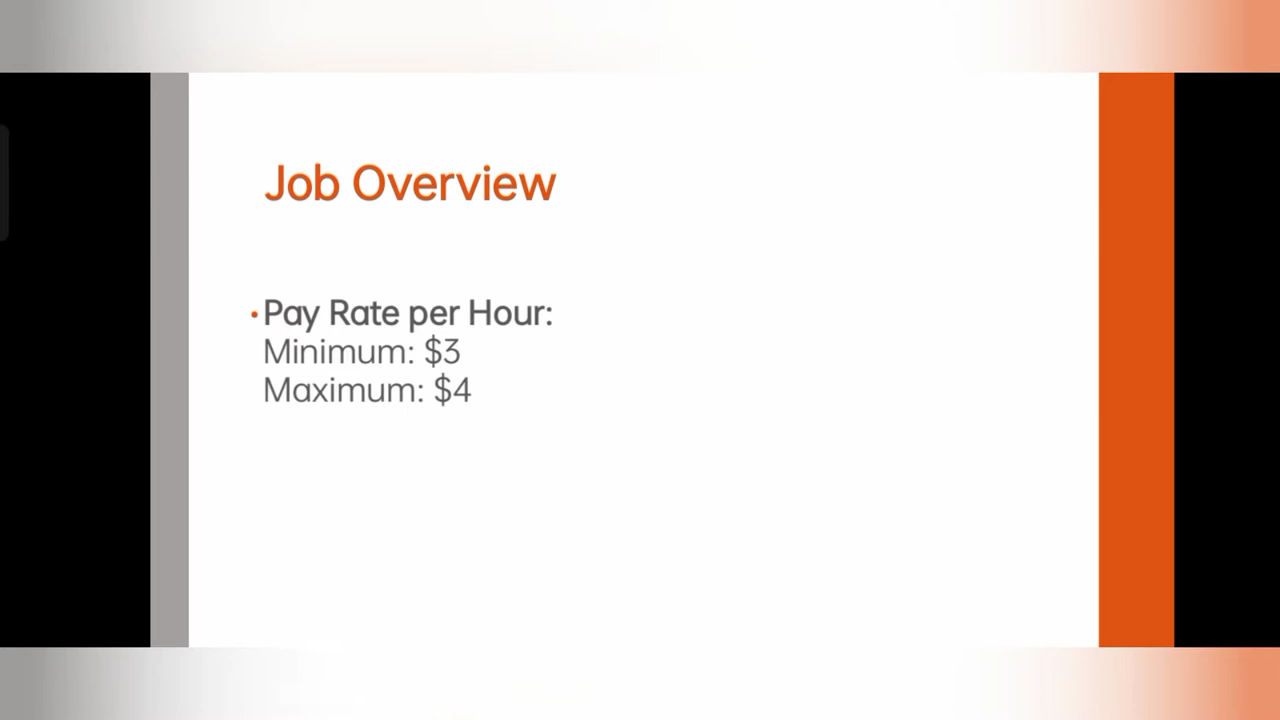 Job Overview
• Pay Rate per Hour:
Minimum: $3
Maximum: $4